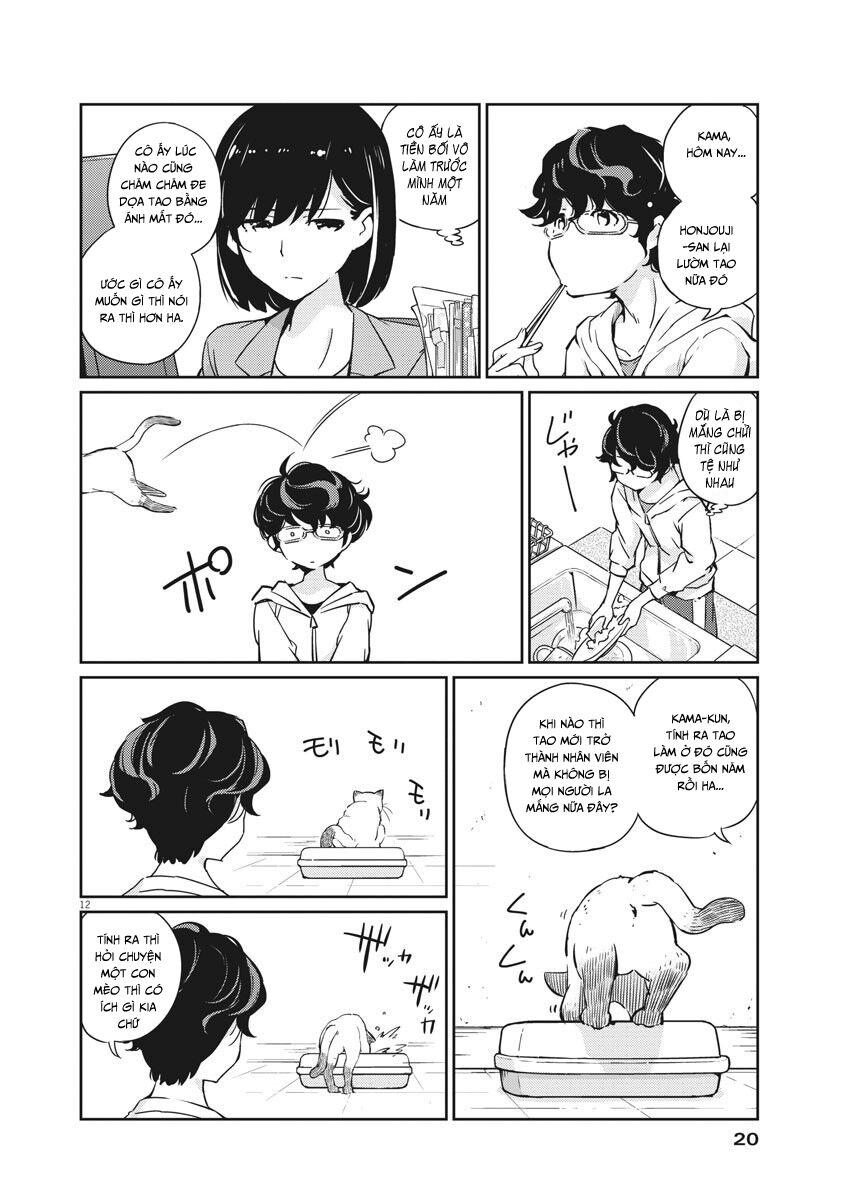 KAMA,
HÔM NAY...
HONJOUJI
-SAN LẠI
LƯỜM TAO
NỮA ĐÓ
CÔ ẤY LÀ
TIỀN BỐI VÔ
LÀM TRƯỚC
MÌNH MỘT
NĂM
CÔ ẤY LÚC
NÀO CŨNG
CHĂM CHĂM ĐE
DỌA TAO BẰNG
ÁNH MẮT ĐÓ...
ƯỚC GÌ CÔ ẤY
MUỐN GÌ THÌ NÓI
RA THÌ HƠN HA.
DÙ LÀ BỊ
MẮNG CHỬI
THÌ CŨNG
TỆ NHƯ
NHAU
じゃー
ポン
KAMA-KUN,
TÍNH RA TAO
LÀM Ở ĐÓ CŨNG
ĐƯỢC BỐN NĂM
RỒI HA...
KHI NÀO THÌ
TAO MỚI TRỞ
THÀNH NHÂN VIÊN
MÀ KHÔNG BỊ
MỌI NGƯỜI LA
MẮNG NỮA ĐÂY?
くん
くん
モリ
モリ
モリ
12
ザッ
ザッ
ザッカ
TÍNH RA THÌ
HỎI CHUYỆN
MỘT CON
MÈO THÌ CÓ
ÍCH GÌ KIA
CHỨ
20